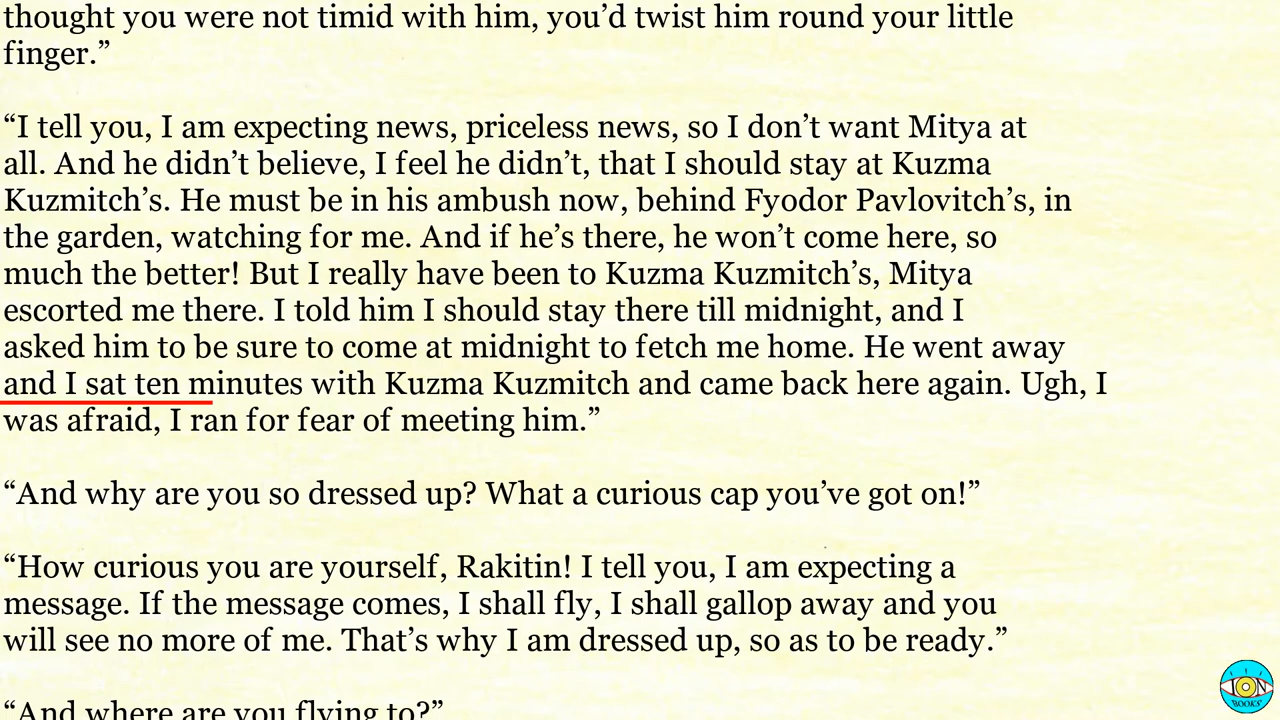 thought you were not timid with him, you’d twist him round your little
finger.”
“I tell you, I am expecting news, priceless news, so I don’t want Mitya at
all. And he didn’t believe, I feel he didn’t, that I should stay at Kuzma
Kuzmitch’s. He must be in his ambush now, behind Fyodor Pavlovitch’s, in
the garden, watching for me. And if he’s there, he won’t come here, so
much the better! But I really have been to Kuzma Kuzmitch’s, Mitya
escorted me there. I told him I should stay there till midnight, and I
asked him to be sure to come at midnight to fetch me home. He went away
and I sat ten minutes with Kuzma Kuzmitch and came back here again. Ugh, I
was afraid, I ran for fear of meeting him.”
“And why are you so dressed up? What a curious cap you’ve got on!”
“How curious you are yourself, Rakitin! I tell you, I am expecting a
message. If the message comes, I shall fly, I shall gallop away and you
will see no more of me. That’s why I am dressed up, so as to be ready.”
“And where are you flying to?”
ION
BOOKS